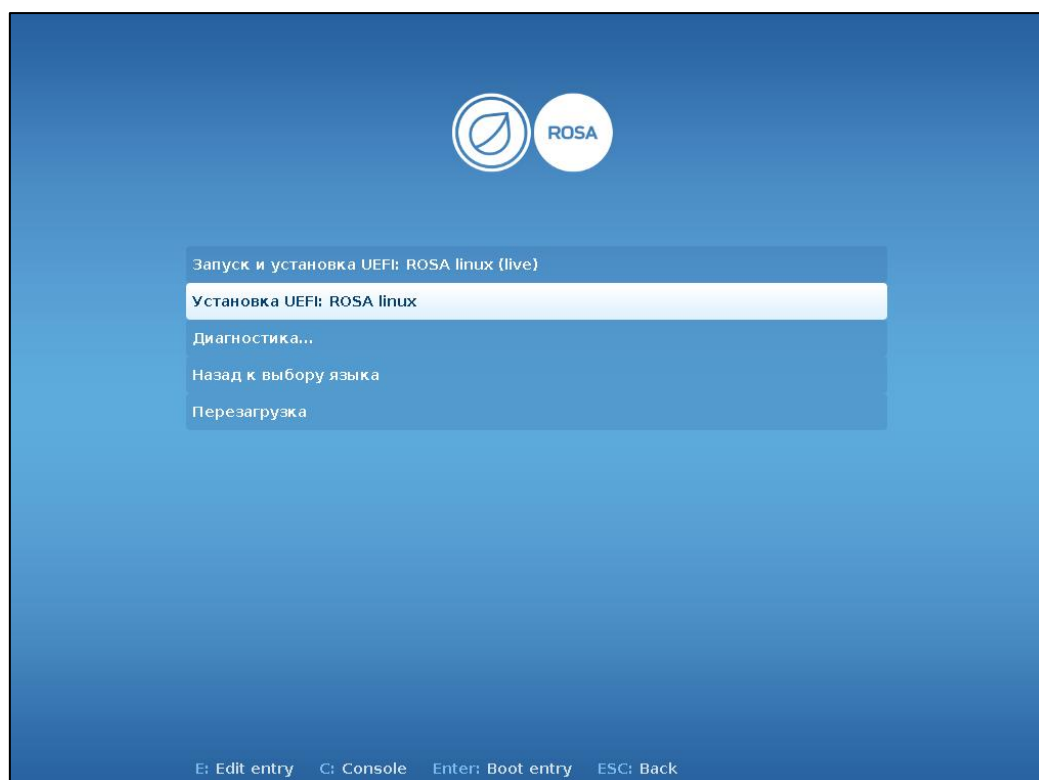 ROSA
Запуск и установка UEFI: ROSA linux (live)
Установка UEFI: ROSA linux
Диагностика...
Назад к выбору языка
Перезагрузка
E: Edit entry C: Console Enter: Boot entry ESC: Back